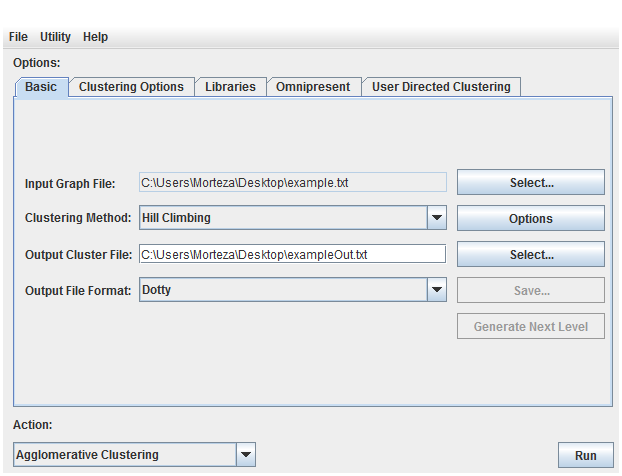 File Utility Help
Options:
Basic Clustering Options Libraries Omnipresent User Directed Clustering
Input Graph File: C:\Users\Morteza\Desktop\example.txt Select...
Clustering Method: Hill Climbing Options
Output Cluster File: C:\Users\Morteza\Desktop\exampleOut.txt Select...
Output File Format: Dotty Save...
Generate Next Level
Action:
Agglomerative Clustering Run